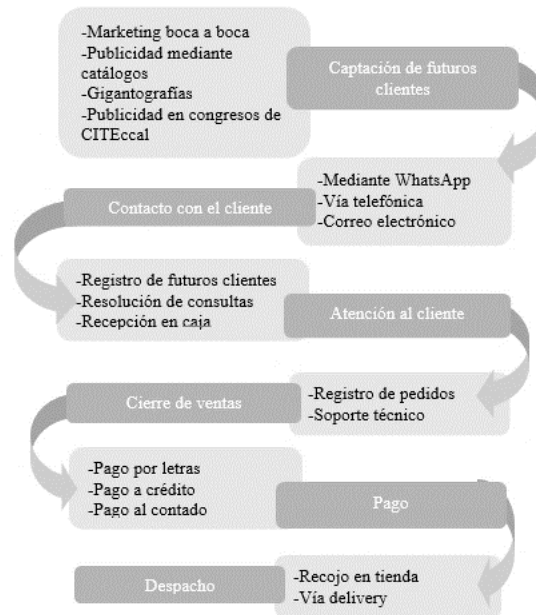 -Marketing boca a boca
-Publicidad mediante
catálogos
-Gigantografías
-Publicidad en congresos de
CITEccal
Captación de futuros
clientes
Contacto con el cliente
-Mediante WhatsApp
-Vía telefónica
-Correo electrónico
-Registro de futuros clientes
-Resolución de consultas
-Recepción en caja
Atención al cliente
Cierre de ventas
-Registro de pedidos
-Soporte técnico
-Pago por letras
-Pago a crédito
-Pago al contado
Pago
Despacho
-Recojo en tienda
-Vía delivery